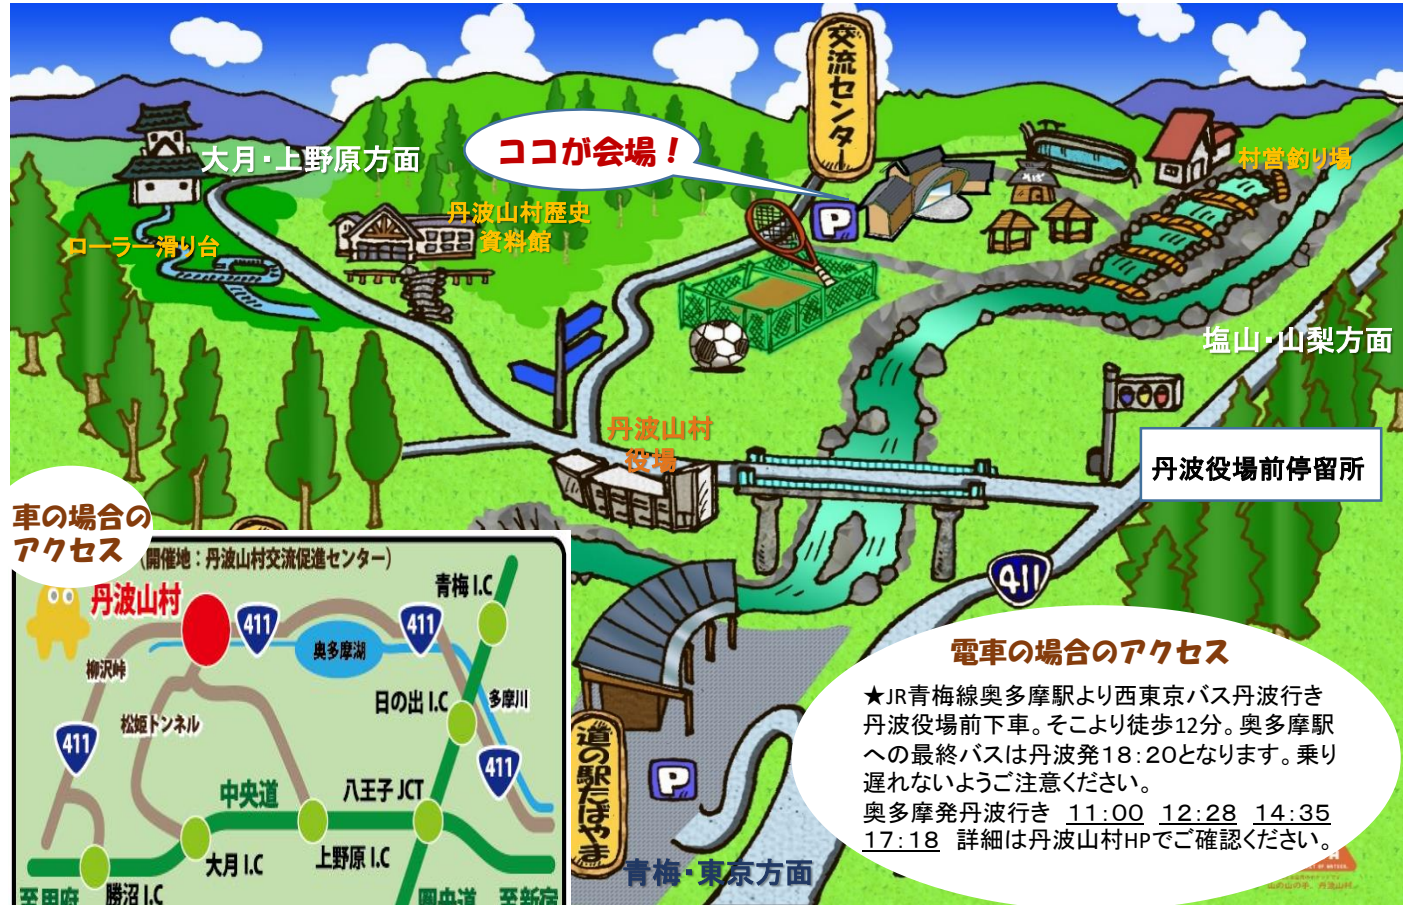 交流センター
ココが会場！
大月・上野原方面
村営釣り場
丹波山村歴史
資料館
ローラー滑り台
P
そば
塩山・山梨方面
丹波山村
役場
丹波役場前停留所
411
車の場合の
アクセス
(開催地：丹波山村交流促進センター)
青梅 I.C
丹波山村
411
411
奥多摩湖
柳沢峠
日の出 I.C
多摩川
松姫トンネル
411
411
中央道
八王子 JCT
大月 I.C
上野原 I.C
勝沼 I.C
至甲府
圏央道
至新宿
道の駅たばやま
P
青梅・東京方面
電車の場合のアクセス
★JR青梅線奥多摩駅より西東京バス丹波行き
丹波役場前下車。そこより徒歩12分。奥多摩駅
への最終バスは丹波発１８：２０となります。乗り
遅れないようご注意ください。
奥多摩発丹波行き　１１：００　１２：２８　１４：３５
１７：１８　詳細は丹波山村HPでご確認ください。
山の山の手、丹波山村。